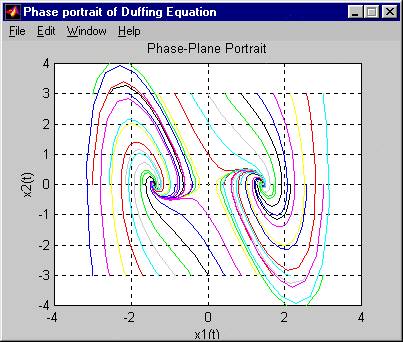 Phase portrait of Duffing Equation
File Edit Window Help
Phase-Plane Portrait
4
3
2
1
0
-1
-2
-3
-4
x2(t)
-4 -2 0 2 4
x1(t)